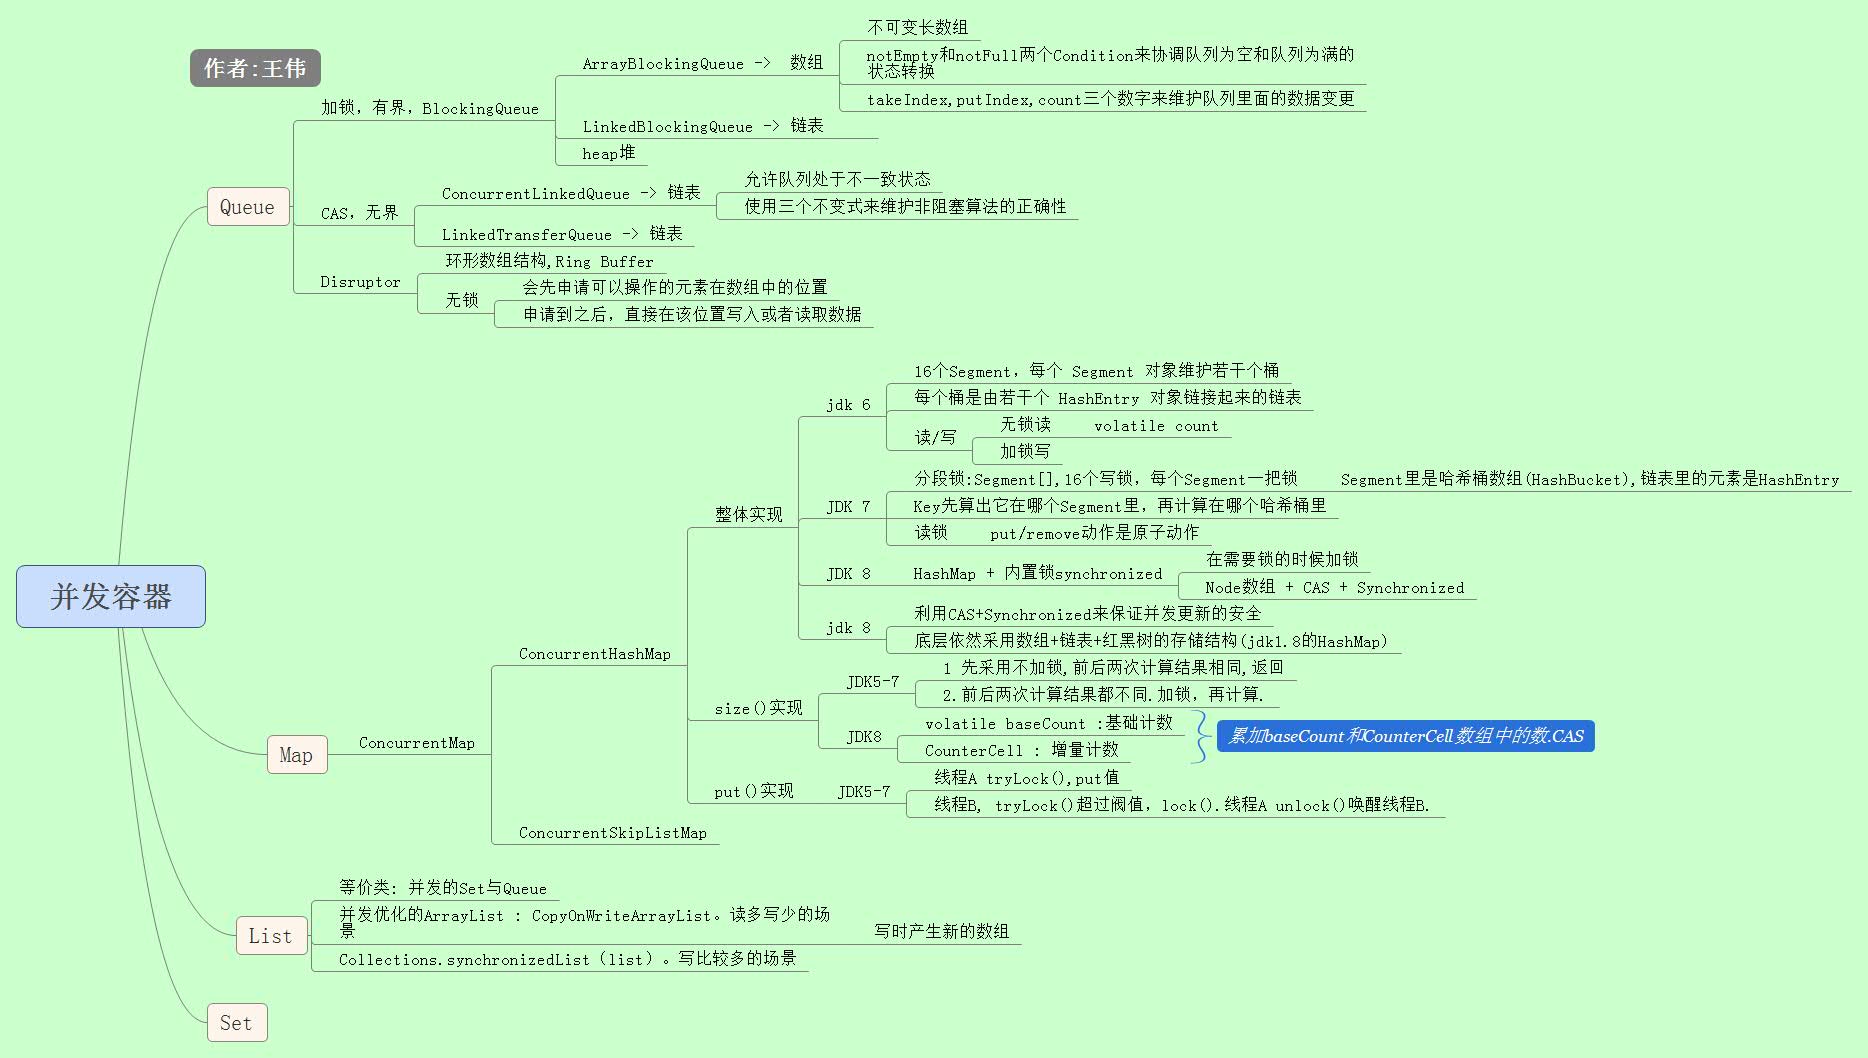 作者:王伟
并发容器
Queue
加锁，有界，BlockingQueue
ArrayBlockingQueue -> 数组
不可变长数组
notEmpty和notFull两个Condition来协调队列为空和队列为满的
状态转换
takeIndex,putIndex,count三个数字来维护队列里面的数据变更
LinkedBlockingQueue -> 链表
heap堆
CAS，无界
ConcurrentLinkedQueue -> 链表
允许队列处于不一致状态
使用三个不变式来维护非阻塞算法的正确性
LinkedTransferQueue -> 链表
Disruptor
环形数组结构,Ring Buffer
无锁
会先申请可以操作的元素在数组中的位置
申请到之后，直接在该位置写入或者读取数据
Map
ConcurrentMap
ConcurrentHashMap
整体实现
jdk 6
16个Segment，每个 Segment 对象维护若干个桶
每个桶是由若干个 HashEntry 对象链接起来的链表
读/写
无锁读
volatile count
加锁写
JDK 7
分段锁:Segment[],16个写锁，每个Segment一把锁
Segment里是哈希桶数组(HashBucket),链表里的元素是HashEntry
Key先算出它在哪个Segment里，再计算在哪个哈希桶里
读锁
put/remove动作是原子动作
JDK 8
HashMap + 内置锁synchronized
在需要锁的时候加锁
Node数组 + CAS + Synchronized
jdk 8
利用CAS+Synchronized来保证并发更新的安全
底层依然采用数组+链表+红黑树的存储结构(jdk1.8的HashMap)
size()实现
JDK5-7
1 先采用不加锁,前后两次计算结果相同,返回
2.前后两次计算结果都不同.加锁，再计算.
JDK8
volatile baseCount :基础计数
CounterCell : 增量计数
累加baseCount和CounterCell数组中的数.CAS
put()实现
JDK5-7
线程A tryLock(),put值
线程B, tryLock()超过阀值，lock().线程A unlock()唤醒线程B.
ConcurrentSkipListMap
List
等价类: 并发的Set与Queue
并发优化的ArrayList : CopyOnWriteArrayList。读多写少的场
景
写时产生新的数组
Collections.synchronizedList（list）。写比较多的场景
Set